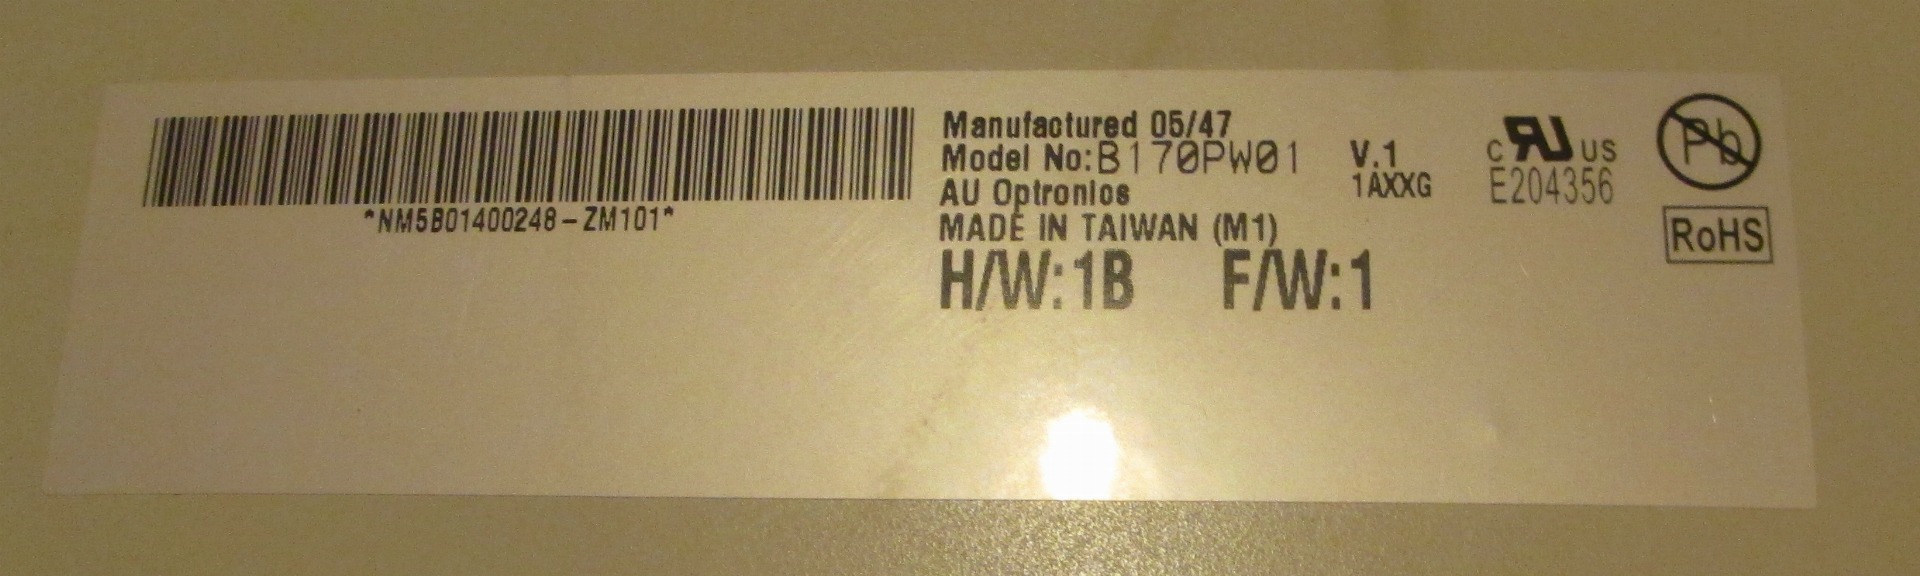 *NM5B01400248-ZM101*
Manufactured 05/47
Model No:B170PW01 V.1
AU Optronics 1AXXG
MADE IN TAIWAN (M1)
H/W:1B F/W:1
C RU US
E204356
Pb
RoHS